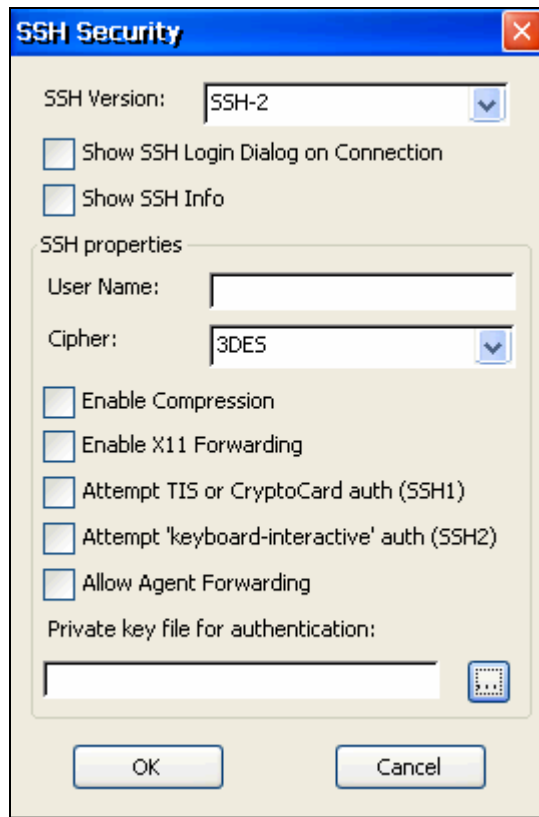 SSH Security
SSH Version: SSH-2
Show SSH Login Dialog on Connection
Show SSH Info
SSH properties
User Name:
Cipher: 3DES
Enable Compression
Enable X11 Forwarding
Attempt TIS or CryptoCard auth (SSH1)
Attempt 'keyboard-interactive' auth (SSH2)
Allow Agent Forwarding
Private key file for authentication:
...
OK Cancel